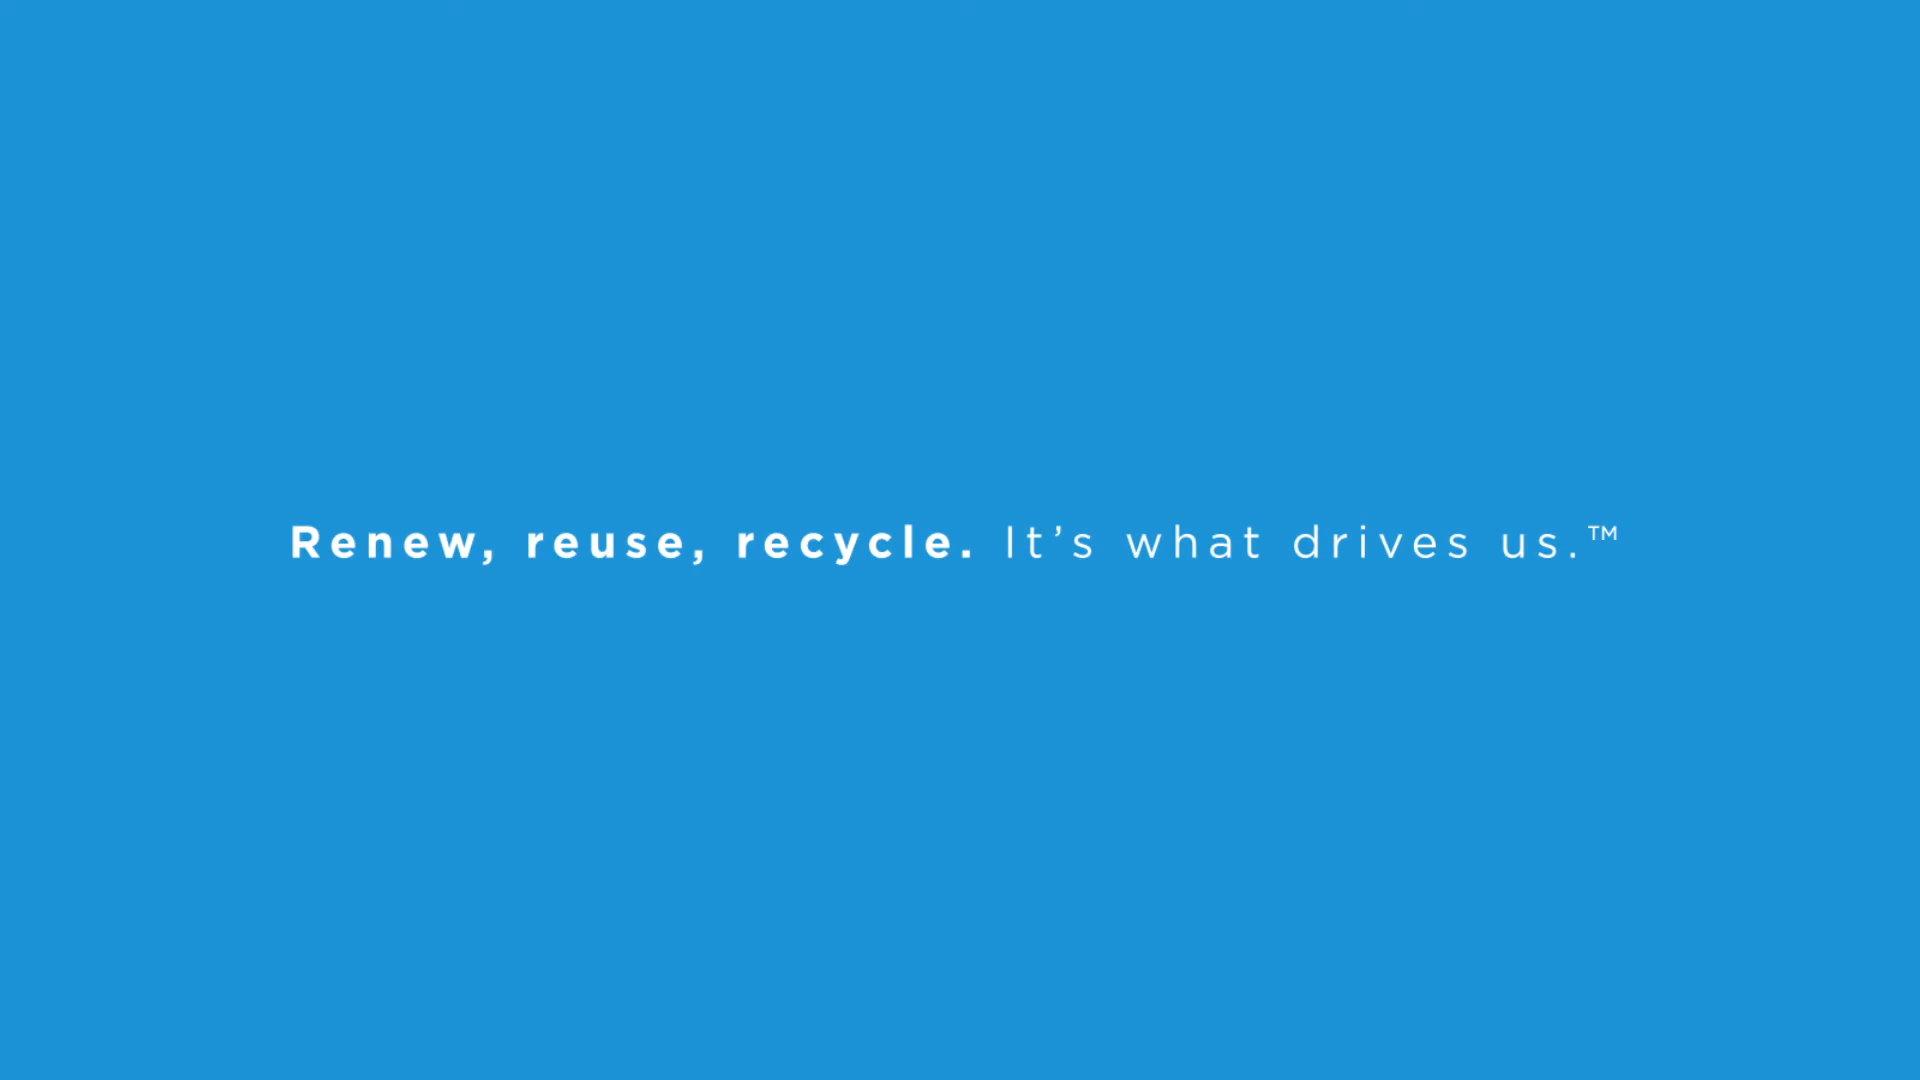 Renew, reuse, recycle. It’s what drives us.™